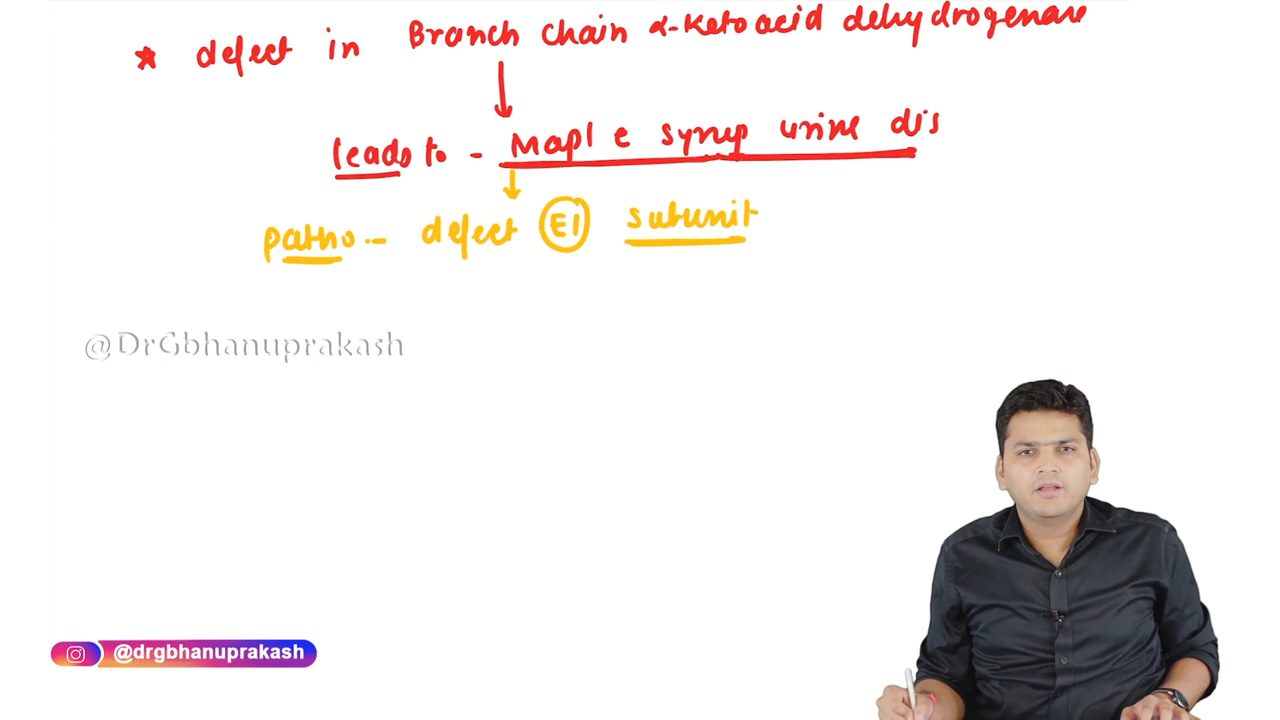 * defect in Branch chain α-Ketoacid dehydrogenase
leads to - Maple syrup urine dis
patho - defect E1 subunit
@DrGbhanuprakash
@drgbhanuprakash